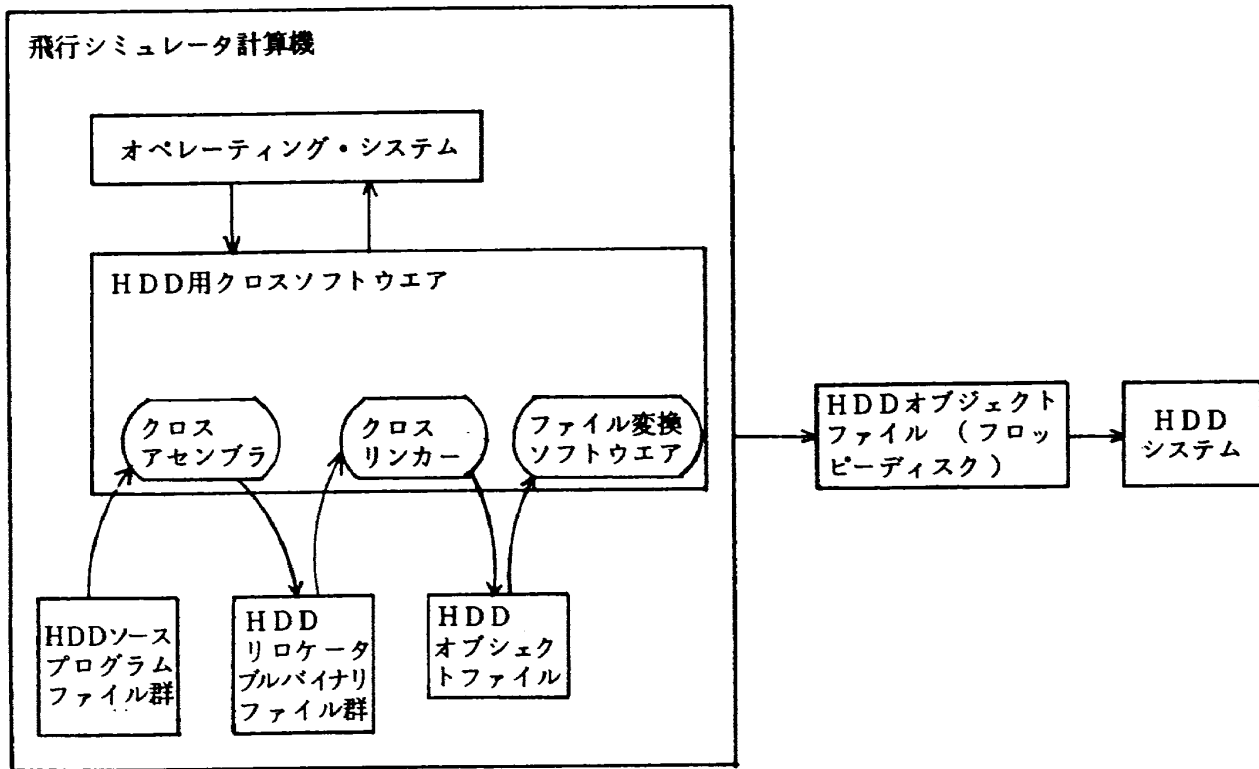 飛行シミュレータ計算機
オペレーティング・システム
HDD用クロスソフトウエア
クロス
アセンブラ
クロス
リンカー
ファイル変換
ソフトウエア
HDDオブジェクト
ファイル（フロッ
ピーディスク）
HDD
システム
HDDソース
プログラム
ファイル群
HDD
リロケータ
ブルバイナリ
ファイル群
HDD
オブシェク
トファイル